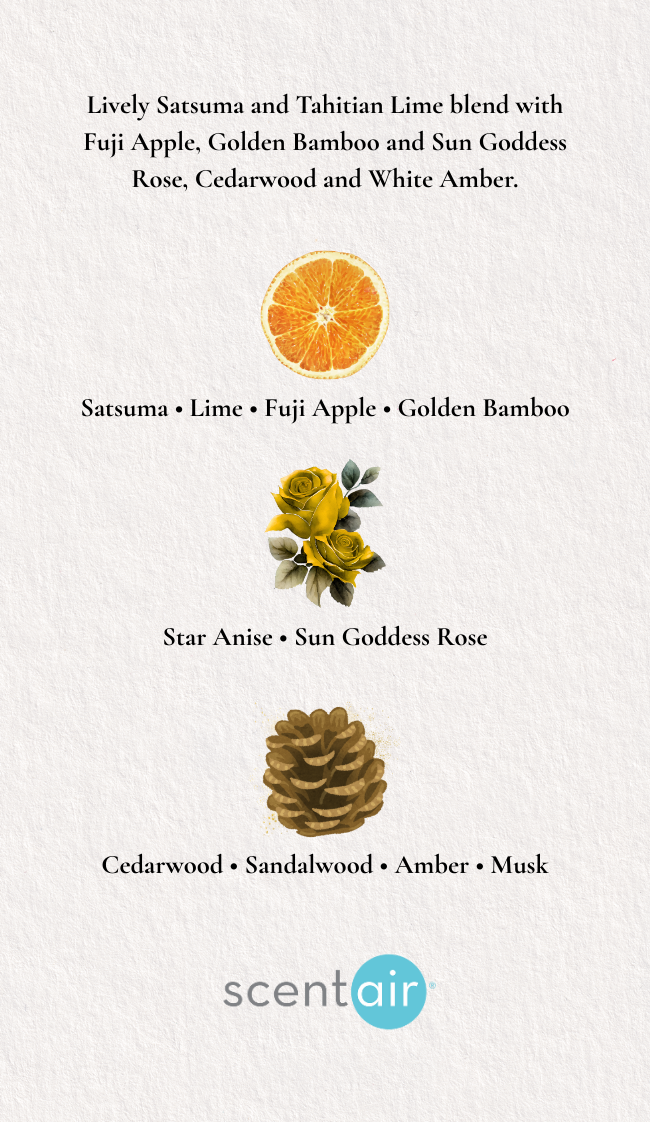 Lively Satsuma and Tahitian Lime blend with
Fuji Apple, Golden Bamboo and Sun Goddess
Rose, Cedarwood and White Amber.
Satsuma • Lime • Fuji Apple • Golden Bamboo
Star Anise • Sun Goddess Rose
Cedarwood • Sandalwood • Amber • Musk
scentair®